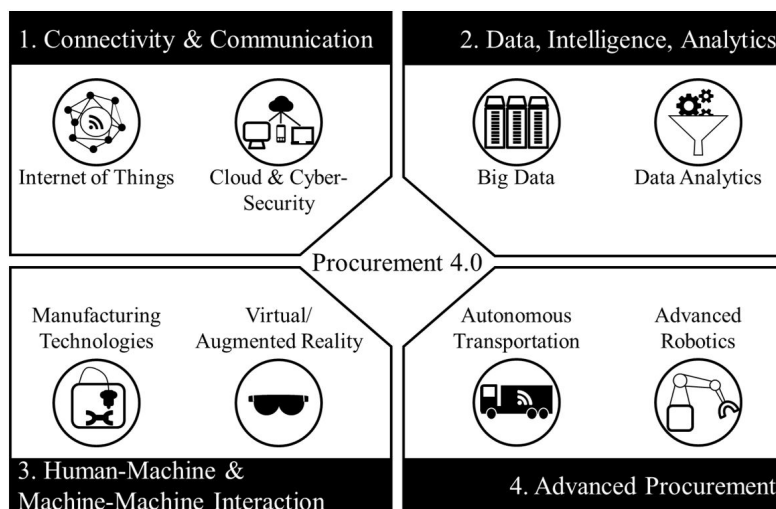 1. Connectivity & Communication
Internet of Things
Cloud & Cyber-
Security
2. Data, Intelligence, Analytics
Big Data
Data Analytics
Procurement 4.0
Manufacturing
Technologies
Virtual/
Augmented Reality
3. Human-Machine &
Machine-Machine Interaction
Autonomous
Transportation
Advanced
Robotics
4. Advanced Procurement